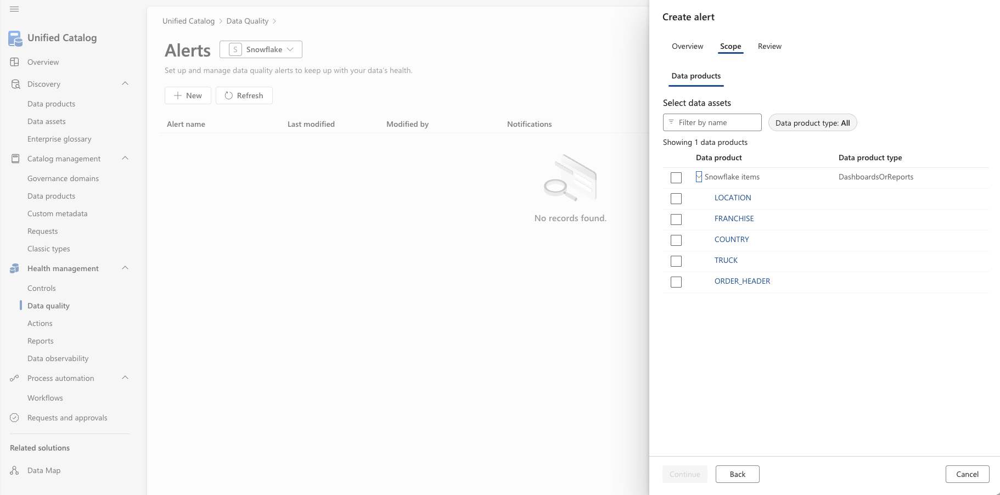 Unified Catalog
Overview
Discovery
Data products
Data assets
Enterprise glossary
Catalog management
Governance domains
Data products
Custom metadata
Requests
Classic types
Health management
Controls
Data quality
Actions
Reports
Data observability
Process automation
Workflows
Requests and approvals
Related solutions
Data Map
Unified Catalog > Data Quality >
Alerts S Snowflake
Set up and manage data quality alerts to keep up with your data's health.
New Refresh
Alert name Last modified Modified by Notifications
No records found.
Create alert
Overview Scope Review
Data products
Select data assets
Filter by name Data product type: All
Showing 1 data products
Data product Data product type
Snowflake items DashboardsOrReports
LOCATION
FRANCHISE
COUNTRY
TRUCK
ORDER_HEADER
Continue Back Cancel